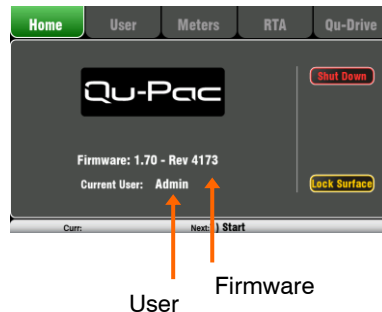 Home User Meters RTA Qu-Drive
Qu-Pac
Shut Down
Firmware: 1.70 - Rev 4173
Current User: Admin
Lock Surface
Curr: Next: ) Start
Firmware
User